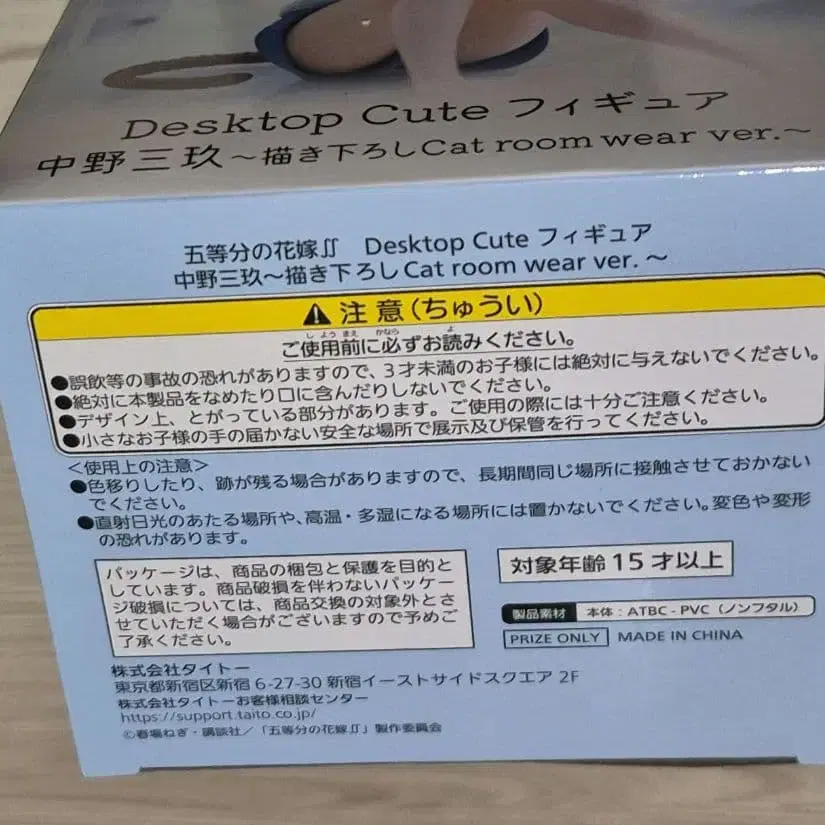 Desktop Cute フィギュア
中野三玖～描き下ろしCat room wear ver.～
五等分の花嫁∬ Desktop Cute フィギュア
中野三玖～描き下ろしCat room wear ver.～
⚠ 注意(ちゅうい)
しようまえ かなら よ
ご使用前に必ずお読みください。
●誤飲等の事故の恐れがありますので、3才未満のお子様には絶対に与えないでください。
●絶対に本製品をなめたり口に含んだりしないでください。
●デザイン上、とがっている部分があります。ご使用の際には十分ご注意ください。
●小さなお子様の手の届かない安全な場所で展示及び保管を行ってください。
＜使用上の注意＞
●色移りしたり、跡が残る場合がありますので、長期間同じ場所に接触させておかない
でください。
●直射日光のあたる場所や、高温・多湿になる場所には置かないでください。変色や変形
の恐れがあります。
パッケージは、商品の梱包と保護を目的と
しています。商品破損を伴わないパッケー
ジ破損については、商品交換の対象外とさ
せていただく場合がございますので予めご
了承ください。
対象年齢15才以上
製品素材 本体：ATBC-PVC（ノンフタル）
PRIZE ONLY MADE IN CHINA
株式会社タイトー
東京都新宿区新宿 6-27-30 新宿イーストサイドスクエア 2F
株式会社タイトーお客様相談センター
https://support.taito.co.jp/
©春場ねぎ・講談社／「五等分の花嫁∬」製作委員会